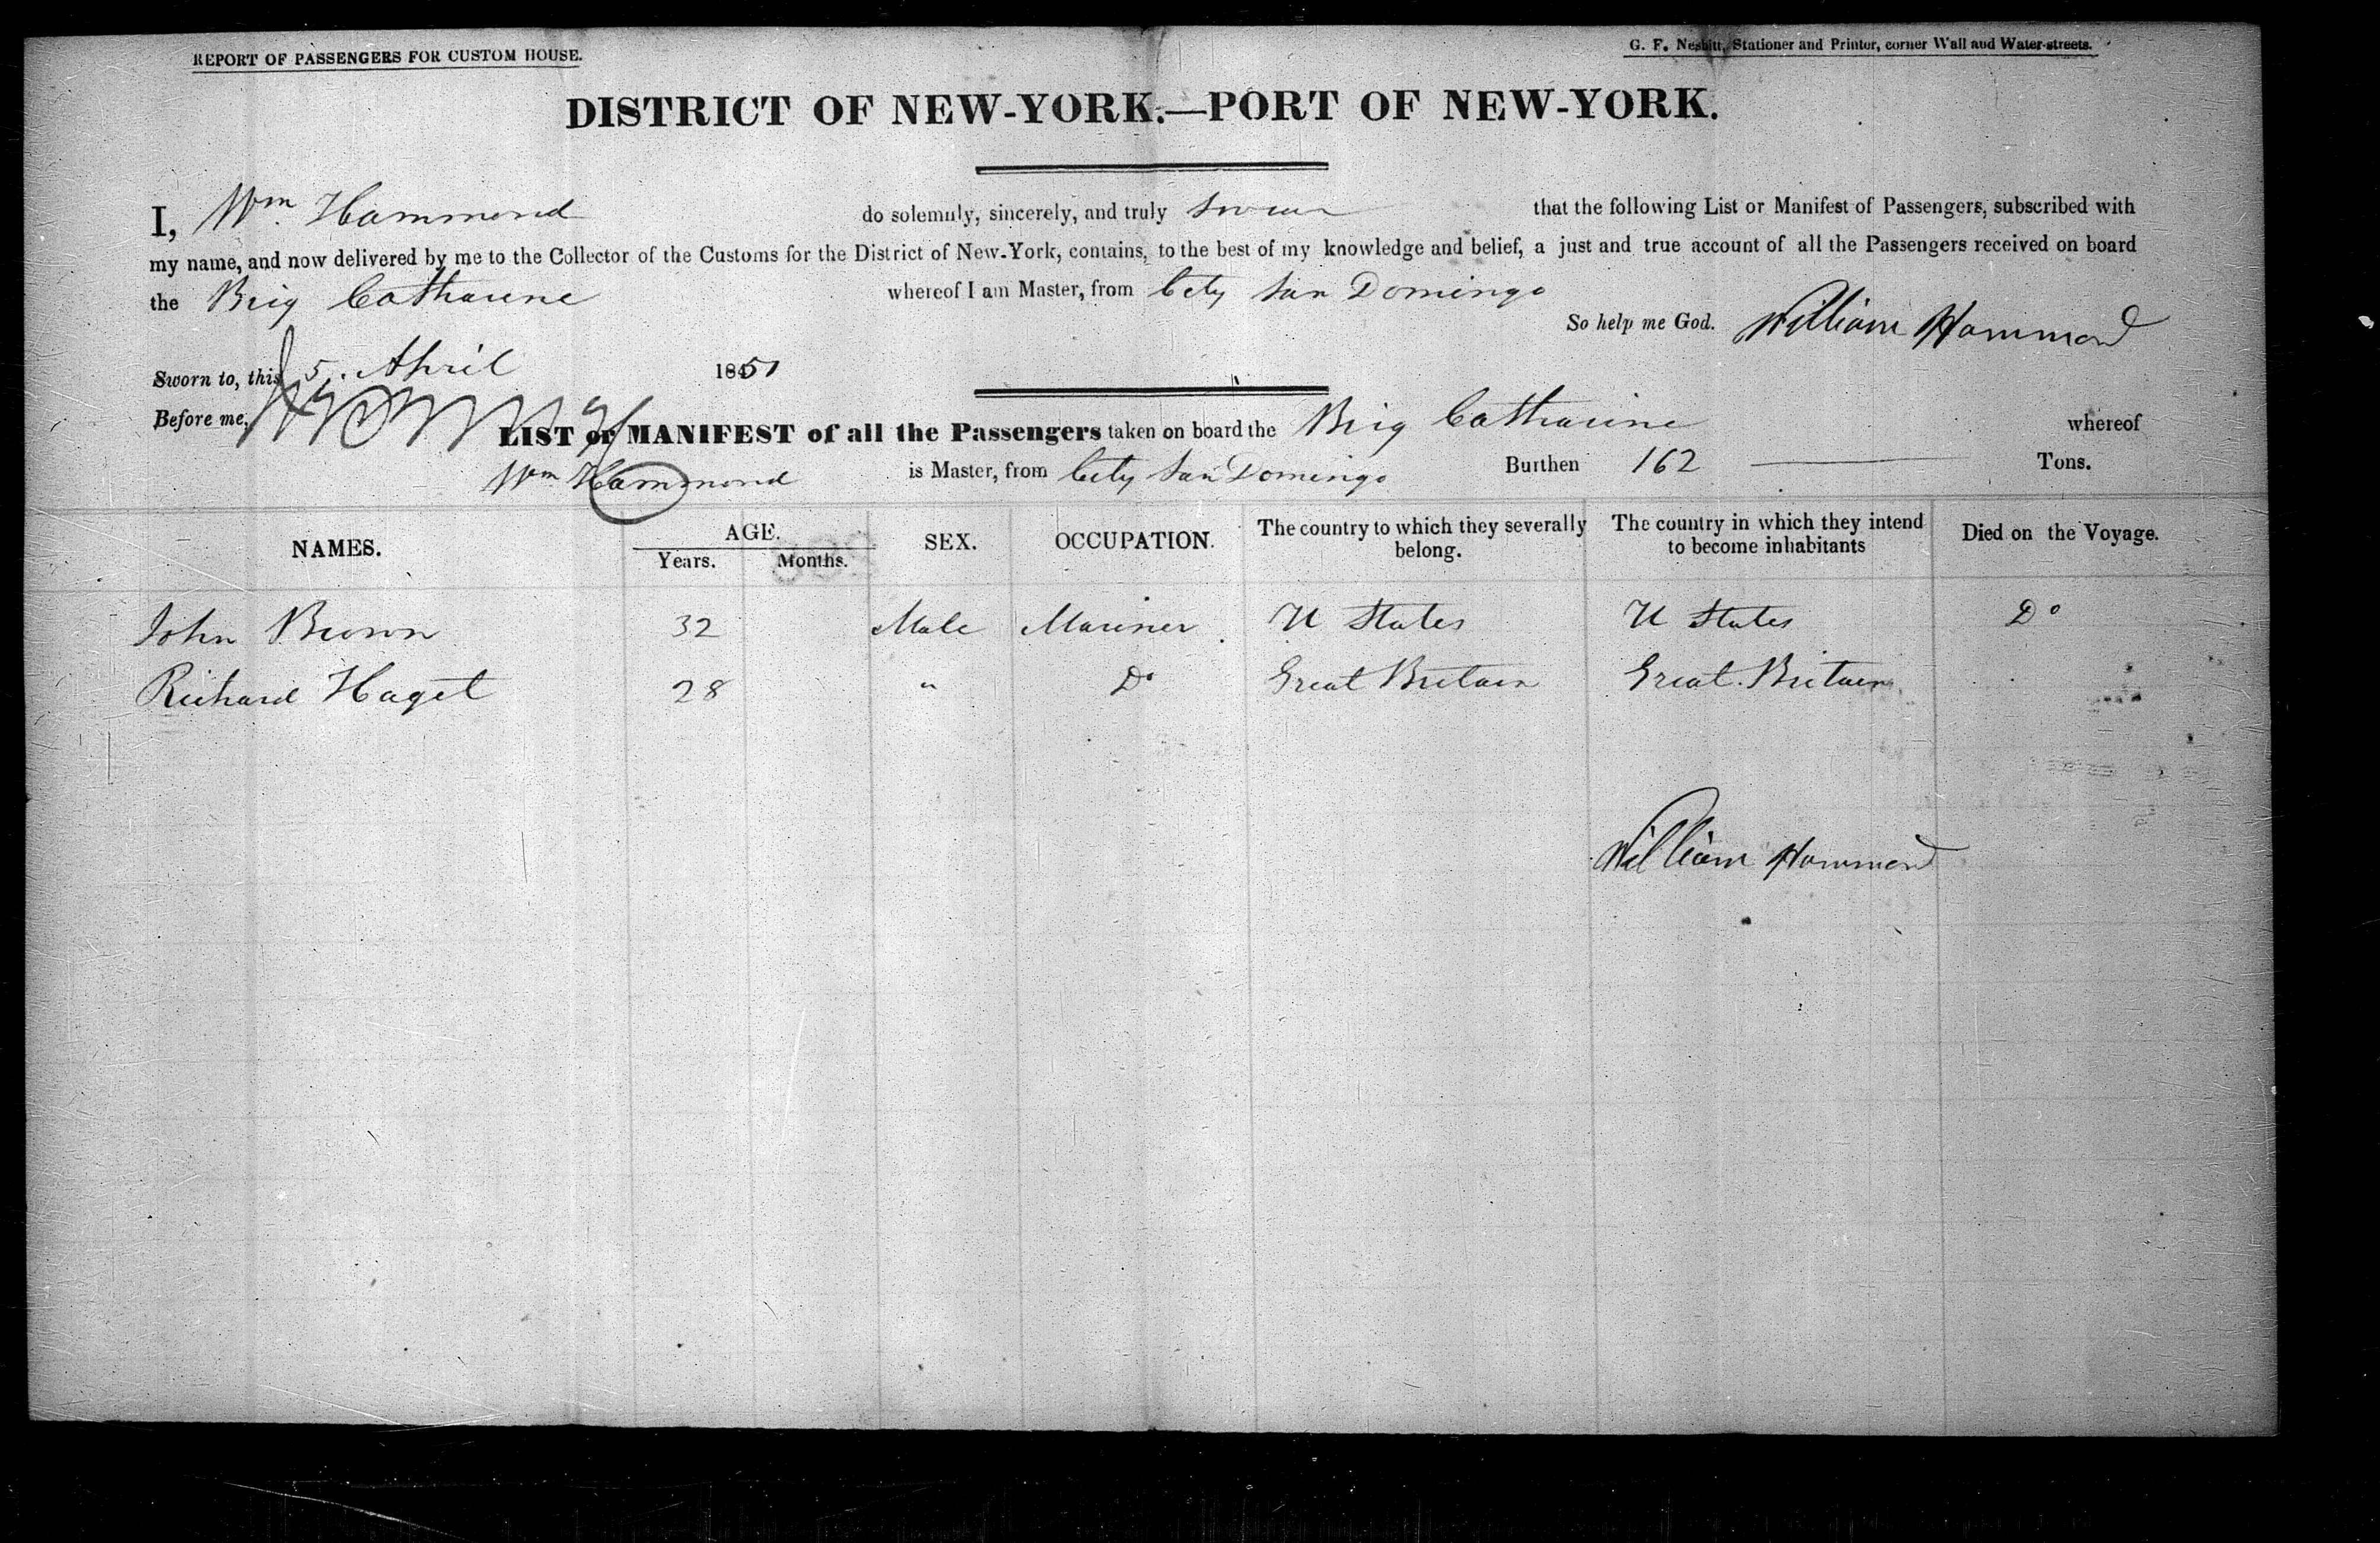 REPORT OF PASSENGERS FOR CUSTOM HOUSE.
G. F. Nesbitt, Stationer and Printer, corner Wall and Water-streets.
DISTRICT OF NEW-YORK.—PORT OF NEW-YORK.
I, Wm. Hammond do solemnly, sincerely, and truly swear that the following List or Manifest of Passengers, subscribed with
my name, and now delivered by me to the Collector of the Customs for the District of New-York, contains, to the best of my knowledge and belief, a just and true account of all the Passengers received on board
the Brig Catharine whereof I am Master, from City San Domingo
So help me God. William Hammond
Sworn to, this 5. April 1851
Before me,
LIST or MANIFEST of all the Passengers taken on board the Brig Catharine whereof
Wm Hammond is Master, from City San Domingo Burthen 162 Tons.
NAMES. AGE. Years. Months. SEX. OCCUPATION. The country to which they severally belong. The country in which they intend to become inhabitants Died on the Voyage.
John Brown 32 Male Mariner U States U States Do
Richard Haget 28 " Do Great Britain Great Britain
William Hammond